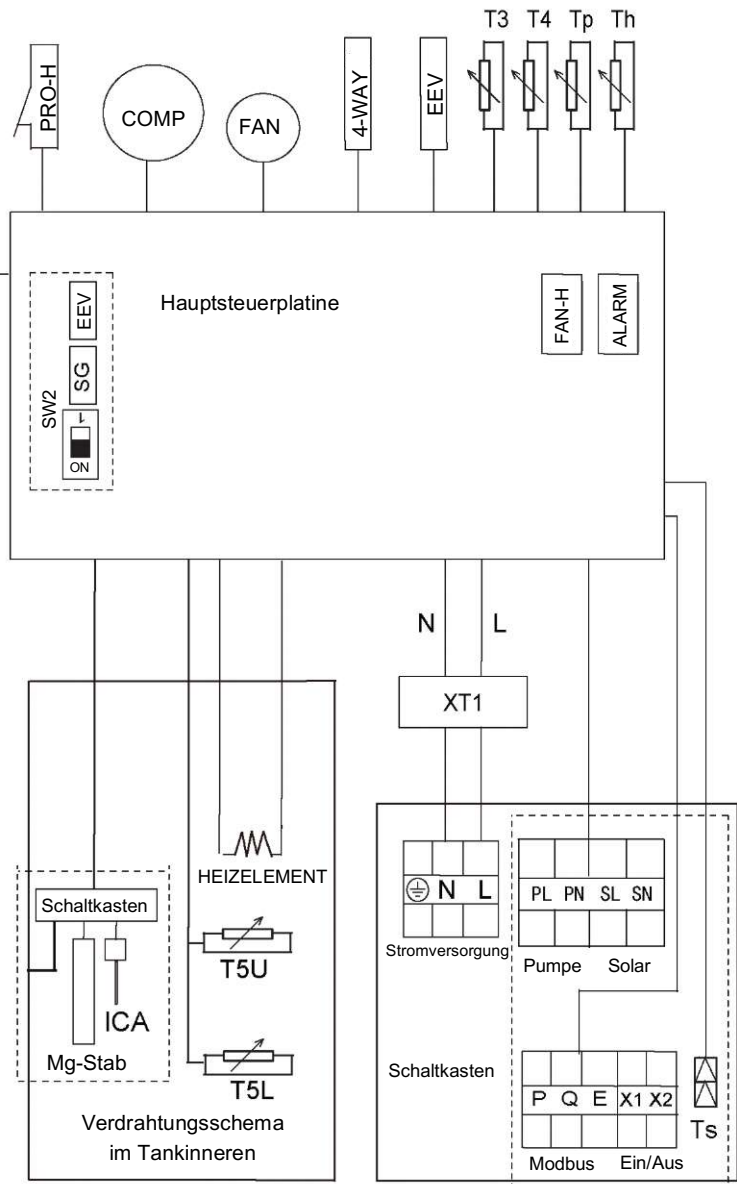 T3 T4 Tp Th
PRO-H
COMP
FAN
4-WAY
EEV
Hauptsteuerplatine
EEV
SG
SW2
1
ON
FAN-H
ALARM
N L
XT1
HEIZELEMENT
Schaltkasten
ICA
Mg-Stab
T5U
T5L
Verdrahtungsschema
im Tankinneren
N L
Stromversorgung
PL PN SL SN
Pumpe Solar
Schaltkasten
P Q E X1 X2
Modbus Ein/Aus
Ts